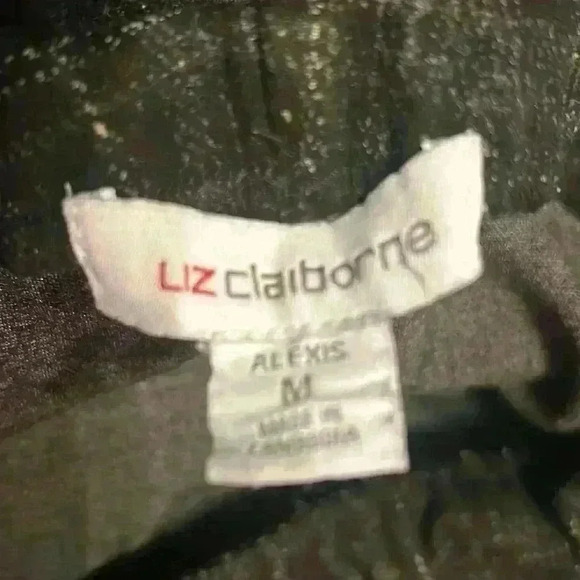 LIZ claiborne
ALEXIS
M
MADE IN
CAMBODIA